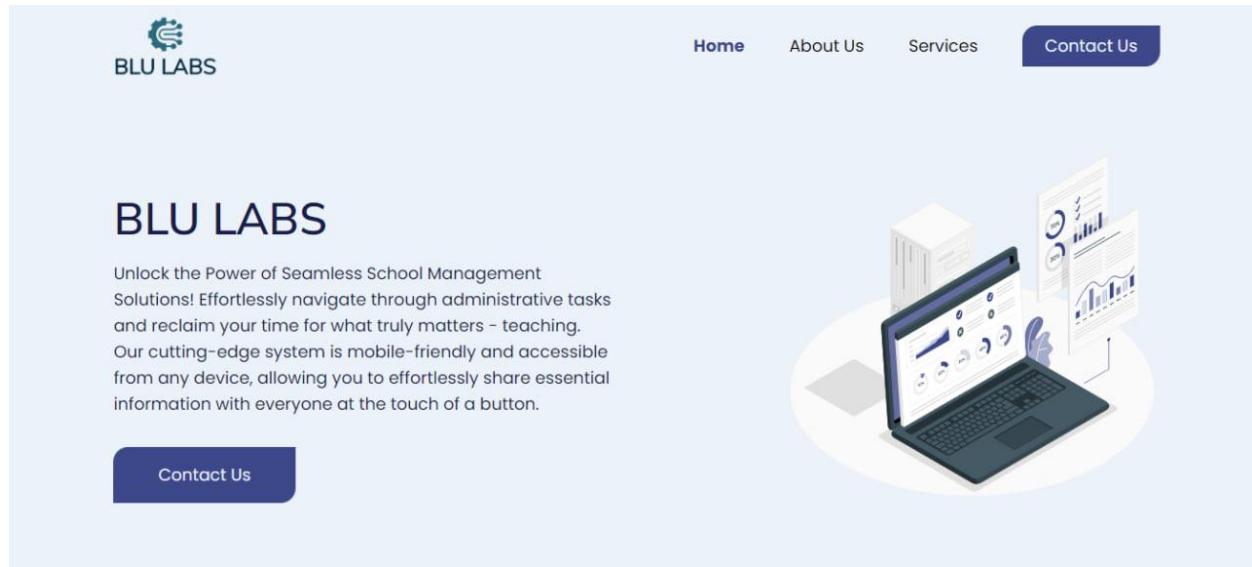 BLU LABS
Home
About Us
Services
Contact Us
BLU LABS
Unlock the Power of Seamless School Management
Solutions! Effortlessly navigate through administrative tasks
and reclaim your time for what truly matters - teaching.
Our cutting-edge system is mobile-friendly and accessible
from any device, allowing you to effortlessly share essential
information with everyone at the touch of a button.
Contact Us